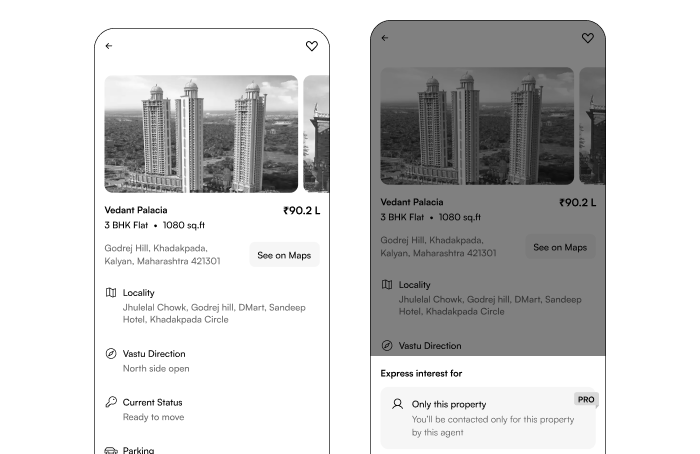 Vedant Palacia
₹90.2 L
3 BHK Flat • 1080 sq.ft
Godrej Hill, Khadakpada,
Kalyan, Maharashtra 421301
See on Maps
Locality
Jhulelal Chowk, Godrej hill, DMart, Sandeep
Hotel, Khadakpada Circle
Vastu Direction
North side open
Current Status
Ready to move
Parking
Vedant Palacia
₹90.2 L
3 BHK Flat • 1080 sq.ft
Godrej Hill, Khadakpada,
Kalyan, Maharashtra 421301
See on Maps
Locality
Jhulelal Chowk, Godrej hill, DMart, Sandeep
Hotel, Khadakpada Circle
Vastu Direction
Express interest for
Only this property
PRO
You'll be contacted only for this property
by this agent